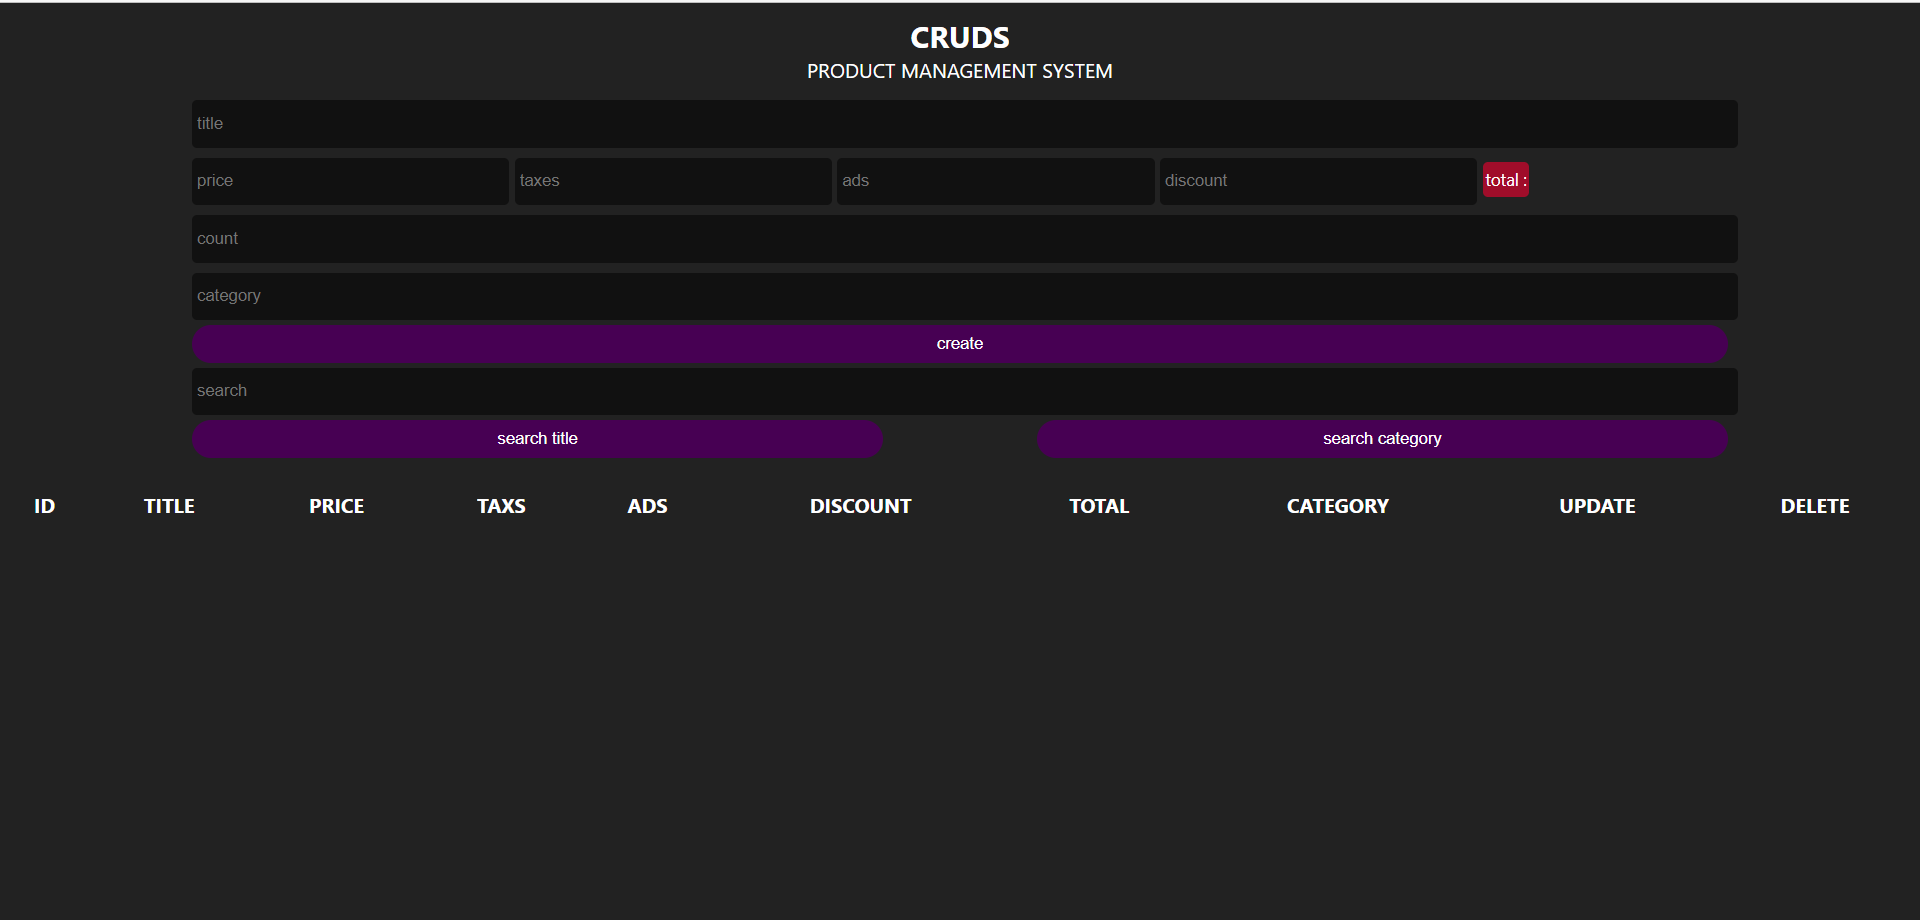 CRUDS
PRODUCT MANAGEMENT SYSTEM
title
price taxes ads discount total :
count
category
create
search
search title search category
ID TITLE PRICE TAXS ADS DISCOUNT TOTAL CATEGORY UPDATE DELETE